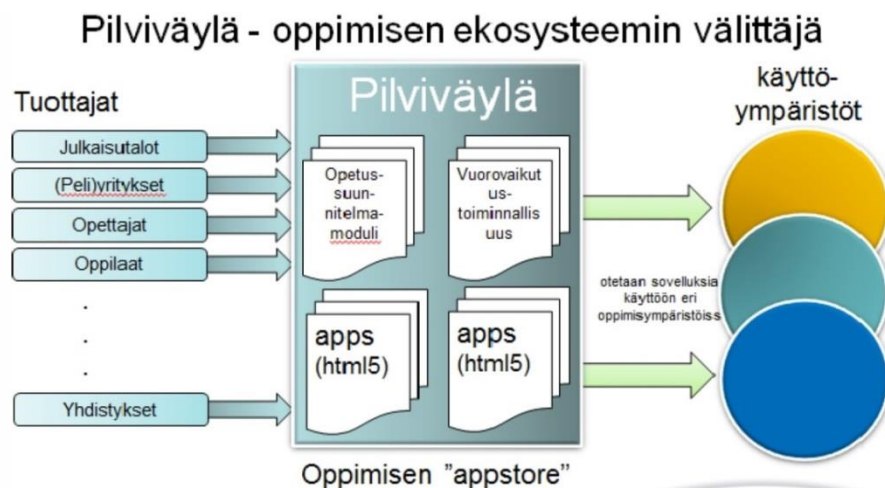 Pilviväylä - oppimisen ekosysteemin välittäjä
Tuottajat
Julkaisutalot
(Peli)yritykset
Opettajat
Oppilaat
.
.
.
Yhdistykset
Pilviväylä
Opetus-
suun-
nitelma-
moduli
Vuorovaikut
us-
toiminnallis
uus
apps
(html5)
apps
(html5)
Oppimisen "appstore"
käyttö-
ympäristöt
otetaan sovelluksia
käyttöön eri
oppimisympäristöiss